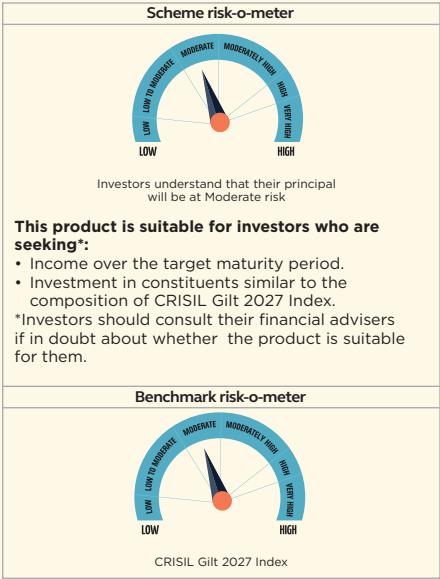 Scheme risk-o-meter
LOW
LOW TO MODERATE
MODERATE
MODERATELY HIGH
HIGH
VERY HIGH
LOW
HIGH
Investors understand that their principal
will be at Moderate risk
This product is suitable for investors who are
seeking*:
• Income over the target maturity period.
• Investment in constituents similar to the
composition of CRISIL Gilt 2027 Index.
*Investors should consult their financial advisers
if in doubt about whether the product is suitable
for them.
Benchmark risk-o-meter
LOW
LOW TO MODERATE
MODERATE
MODERATELY HIGH
HIGH
VERY HIGH
LOW
HIGH
CRISIL Gilt 2027 Index